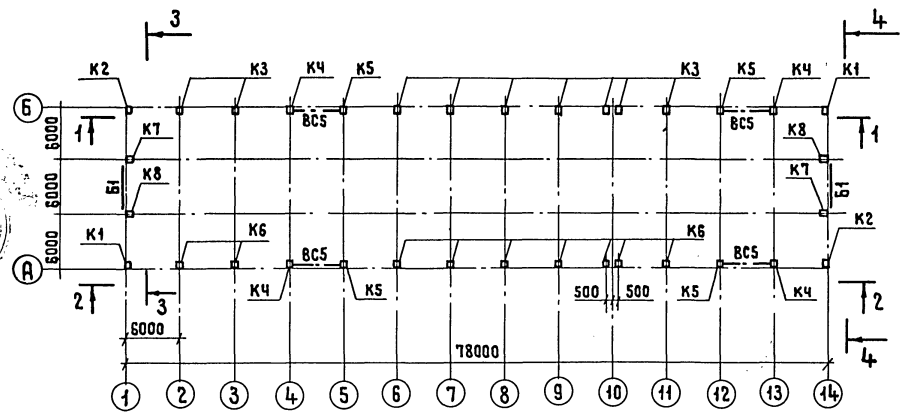 3 4
К2 К3 К4 К5 К3 К5 К4 К1
Б
ВС5 ВС5
1 1
6000
К7 К8
6000
Б1 Б1
К8 К7
6000
К1 К6 К6 К2
ВС5 ВС5
А
2 3 К4 К5 500 500 К5 К4 2
6000
78000
4
1 2 3 4 5 6 7 8 9 10 11 12 13 14